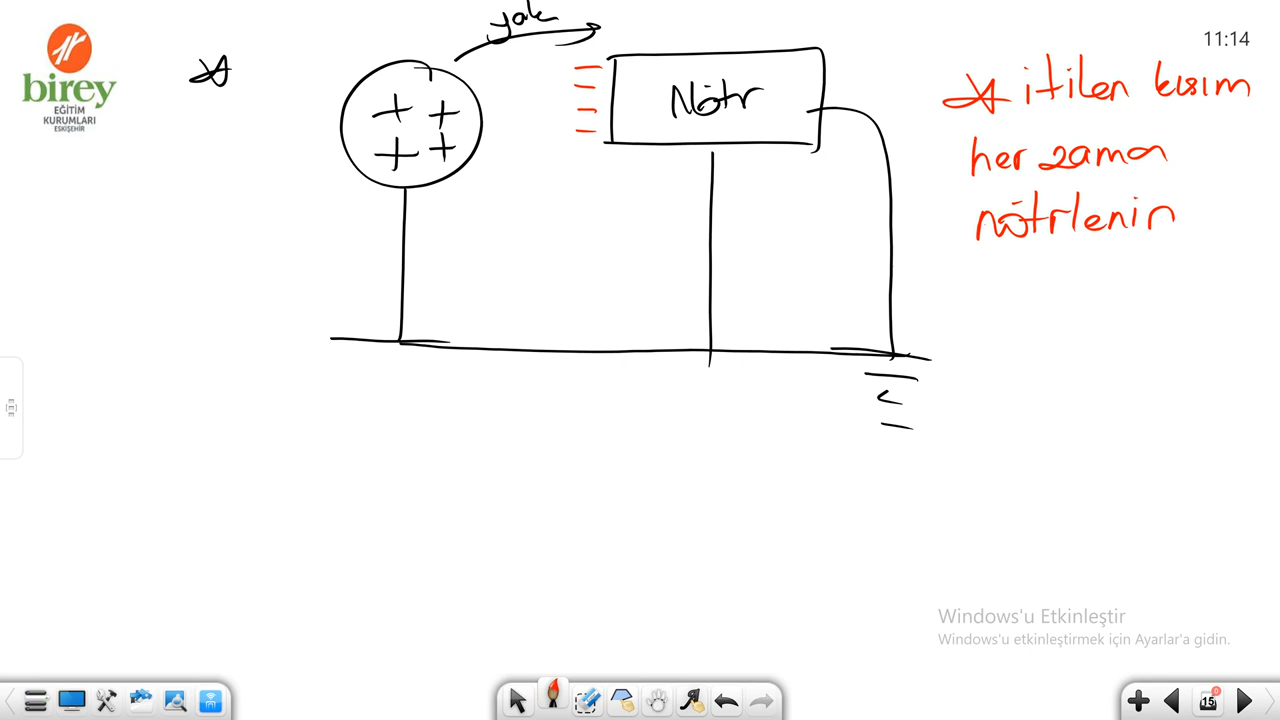 birey
EĞİTİM
KURUMLARI
ESKİŞEHİR
yak
11:14
Nötr
itilen kısım
her zaman
nötrlenir
Windows'u Etkinleştir
Windows'u etkinleştirmek için Ayarlar'a gidin.
15
0